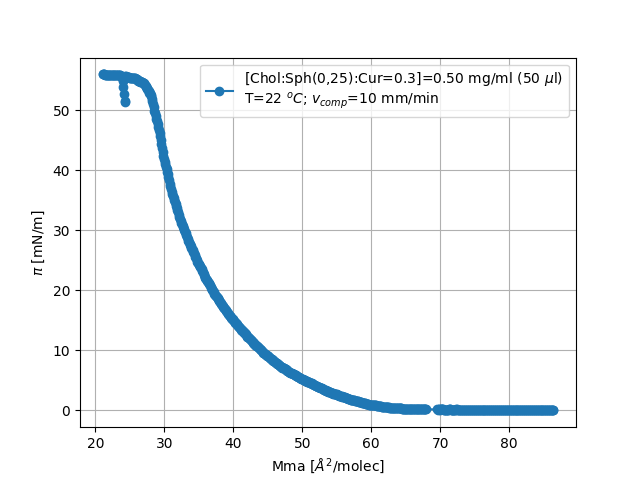 [Chol:Sph(0,25):Cur=0.3]=0.50 mg/ml (50 μl)
T=22 °C; v_comp=10 mm/min
π [mN/m]
50
40
30
20
10
0
20 30 40 50 60 70 80
Mma [Å²/molec]